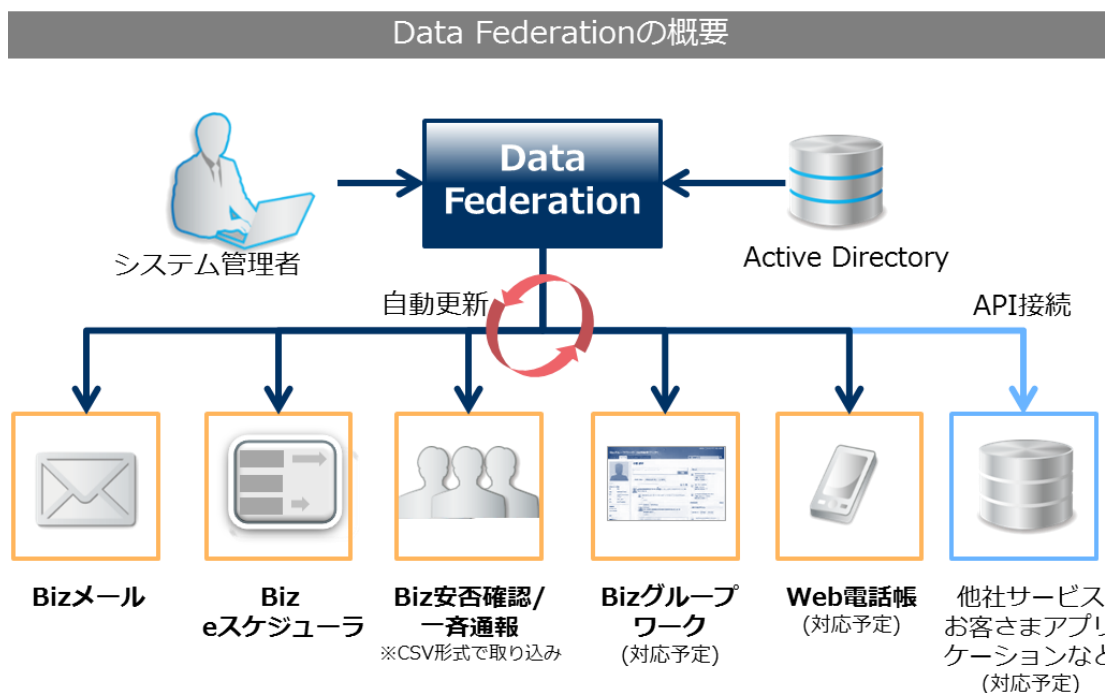 Data Federationの概要
Data
Federation
システム管理者
Active Directory
自動更新
API接続
Bizメール
Biz
eスケジューラ
Biz安否確認/
一斉通報
※CSV形式で取り込み
Bizグループ
ワーク
(対応予定)
Web電話帳
(対応予定)
他社サービス
お客さまアプリ
ケーションなど
(対応予定)